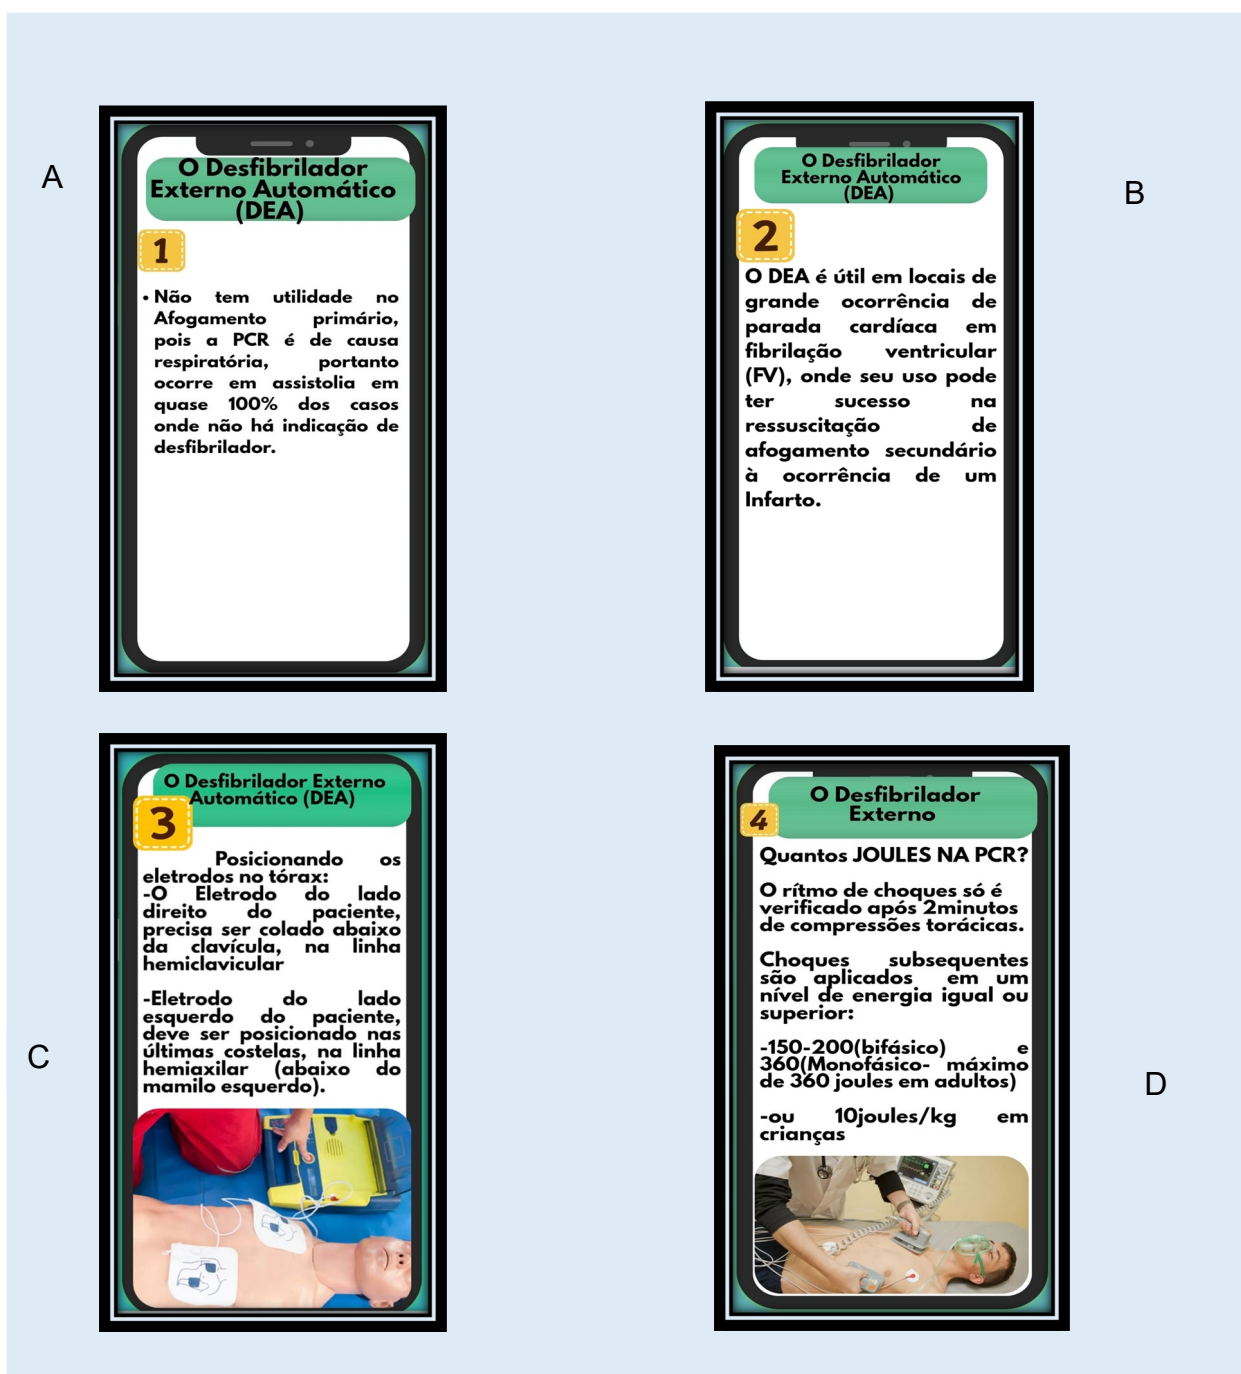 A
O Desfibrilador
Externo Automático
(DEA)
1
• Não tem utilidade no
Afogamento primário,
pois a PCR é de causa
respiratória, portanto
ocorre em assistolia em
quase 100% dos casos
onde não há indicação de
desfibrilador.
B
O Desfibrilador
Externo Automático
(DEA)
2
O DEA é útil em locais de
grande ocorrência de
parada cardíaca em
fibrilação ventricular
(FV), onde seu uso pode
ter sucesso na
ressuscitação de
afogamento secundário
à ocorrência de um
Infarto.
C
O Desfibrilador Externo
Automático (DEA)
3
Posicionando os
eletrodos no tórax:
-O Eletrodo do lado
direito do paciente,
precisa ser colado abaixo
da clavícula, na linha
hemiclavicular
-Eletrodo do lado
esquerdo do paciente,
deve ser posicionado nas
últimas costelas, na linha
hemiaxilar (abaixo do
mamilo esquerdo).
D
O Desfibrilador
Externo
4
Quantos JOULES NA PCR?
O rítmo de choques só é
verificado após 2minutos
de compressões torácicas.
Choques subsequentes
são aplicados em um
nível de energia igual ou
superior:
-150-200(bifásico) e
360(Monofásico- máximo
de 360 joules em adultos)
-ou 10joules/kg em
crianças